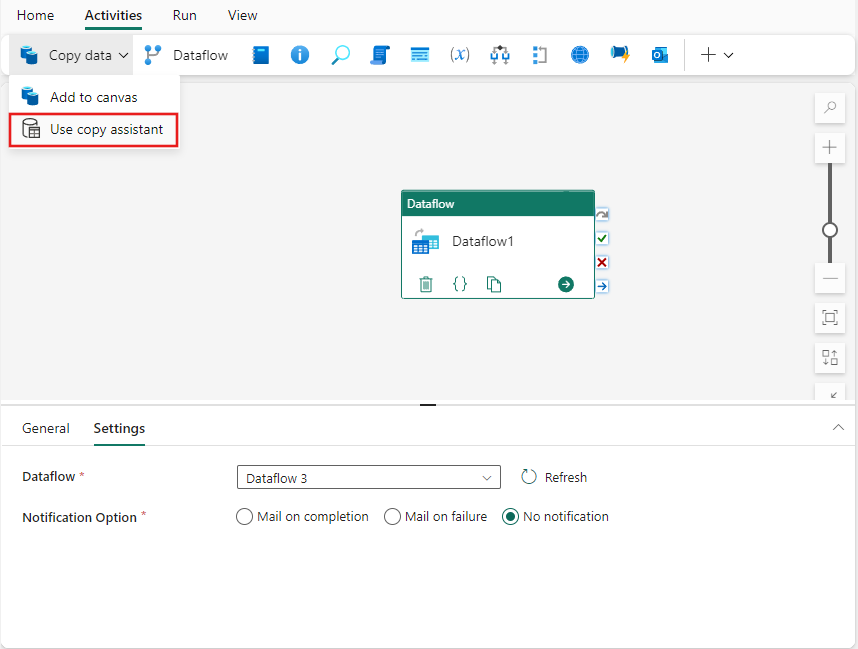 Home Activities Run View
Copy data Dataflow (x)
Add to canvas
Use copy assistant
Dataflow
Dataflow1
{}
General Settings
Dataflow * Dataflow 3 Refresh
Notification Option * Mail on completion Mail on failure No notification